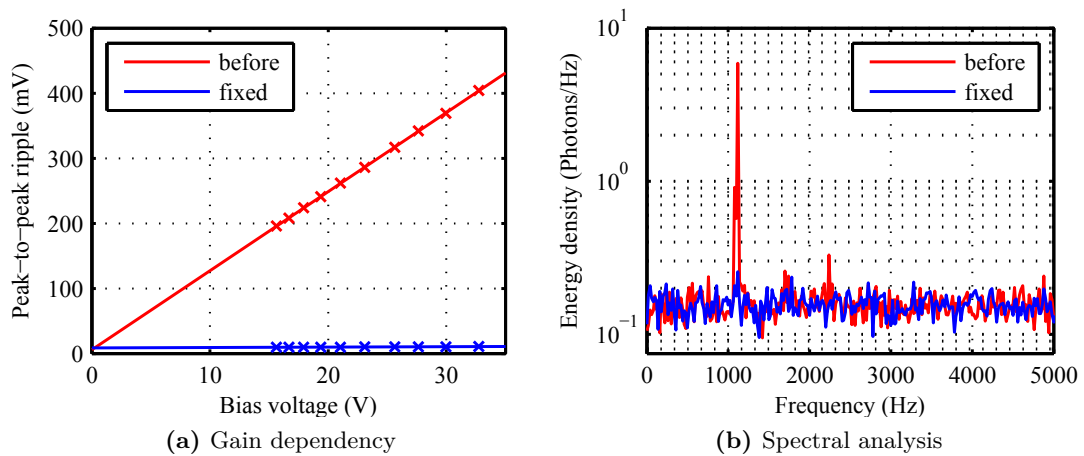 500
400
300
200
100
0
0 10 20 30
Peak−to−peak ripple (mV)
Bias voltage (V)
before
fixed
(a) Gain dependency
10^1
10^0
10^-1
0 1000 2000 3000 4000 5000
Energy density (Photons/Hz)
Frequency (Hz)
before
fixed
(b) Spectral analysis